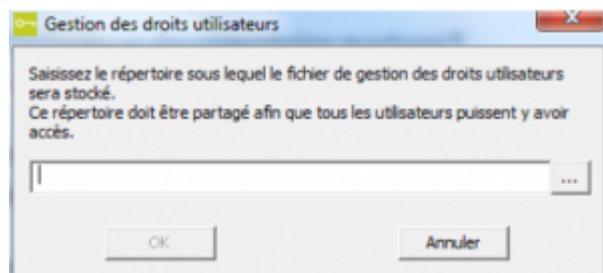 Gestion des droits utilisateurs
X
Saisissez le répertoire sous lequel le fichier de gestion des droits utilisateurs
sera stocké.
Ce répertoire doit être partagé afin que tous les utilisateurs puissent y avoir
accès.
...
OK
Annuler